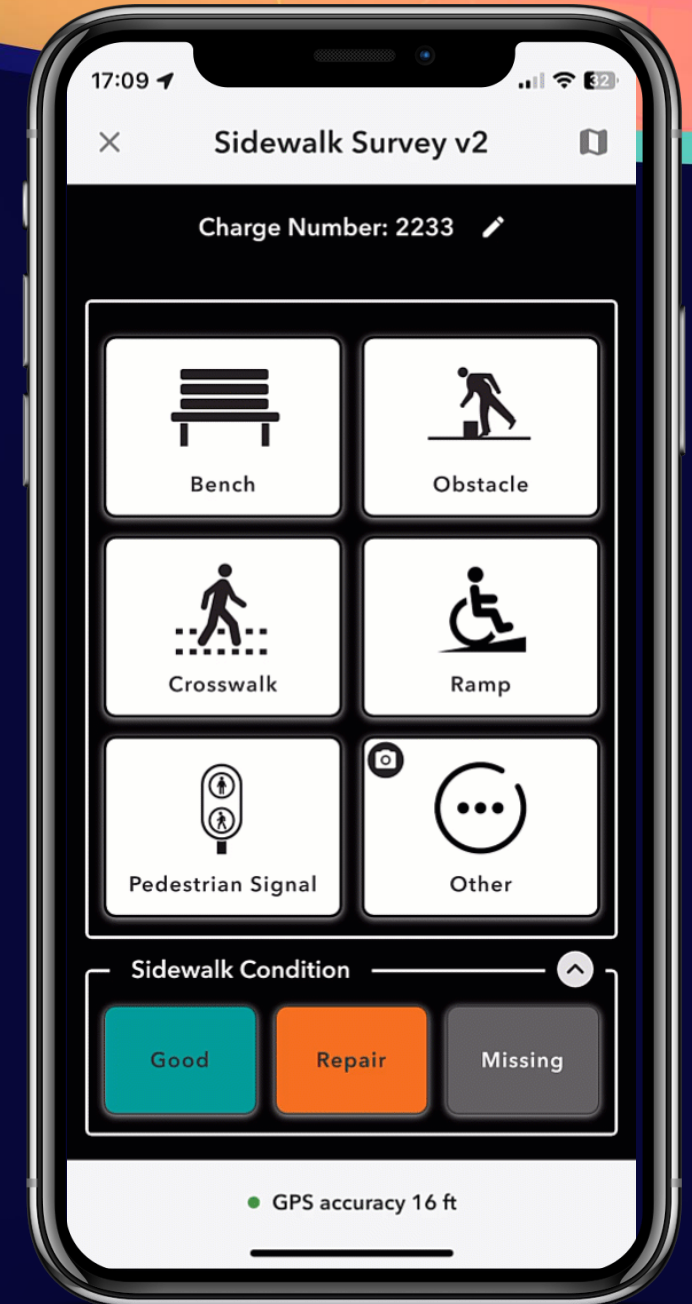 17:09
32
Sidewalk Survey v2
Charge Number: 2233
Bench
Obstacle
Crosswalk
Ramp
Pedestrian Signal
Other
Sidewalk Condition
Good
Repair
Missing
GPS accuracy 16 ft